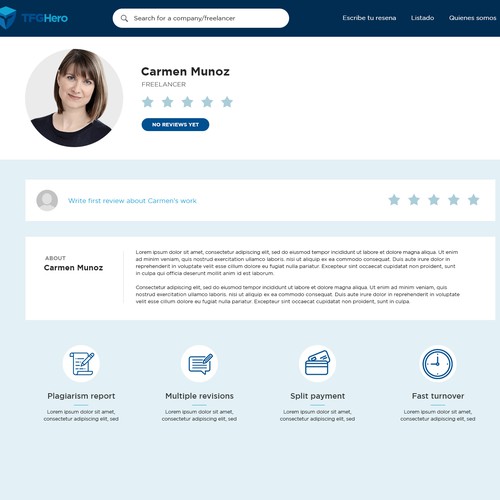 TFGHero
Search for a company/freelancer
Escribe tu resena
Listado
Quienes somos
Carmen Munoz
FREELANCER
NO REVIEWS YET
Write first review about Carmen's work
ABOUT
Carmen Munoz
Lorem ipsum dolor sit amet, consectetur adipiscing elit, sed do eiusmod tempor incididunt ut labore et dolore magna aliqua. Ut enim
ad minim veniam, quis nostrud exercitation ullamco laboris. nisi ut aliquip ex ea commodo consequat. Duis aute irure dolor in
reprehenderit in voluptate velit esse cillum dolore eu fugiat nulla pariatur. Excepteur sint occaecat cupidatat non proident, sunt
in culpa qui officia deserunt mollit anim id est laborum.
Consectetur adipiscing elit, sed do eiusmod tempor incididunt ut labore et dolore magna aliqua. Ut enim ad minim veniam, quis
nostrud exercitation ullamco laboris. nisi ut aliquip ex ea commodo consequat. Duis aute irure dolor in reprehenderit in voluptate
velit esse cillum dolore eu fugiat nulla pariatur. Excepteur sint occaecat cupidatat non proident, sunt in culpa.
Plagiarism report
Lorem ipsum dolor sit amet,
consectetur adipiscing elit, sed
Multiple revisions
Lorem ipsum dolor sit amet,
consectetur adipiscing elit, sed
Split payment
Lorem ipsum dolor sit amet,
consectetur adipiscing elit, sed
Fast turnover
Lorem ipsum dolor sit amet,
consectetur adipiscing elit, sed